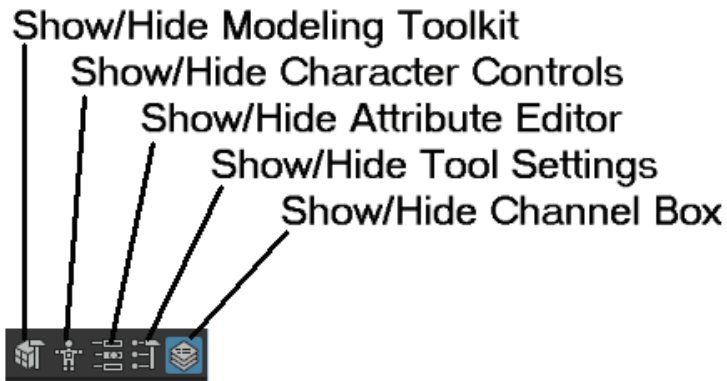 Show/Hide Modeling Toolkit
Show/Hide Character Controls
Show/Hide Attribute Editor
Show/Hide Tool Settings
Show/Hide Channel Box